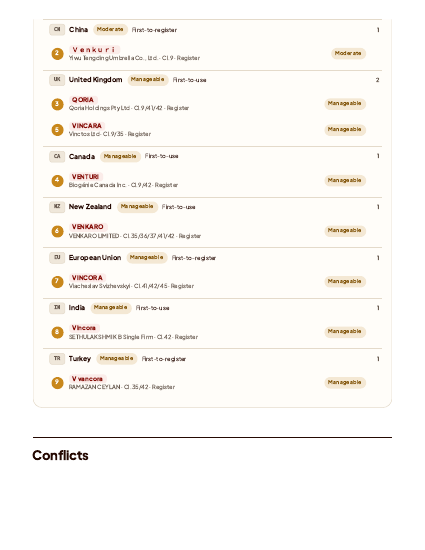 CN China Moderate First-to-register 1
2 Venkuri Moderate
Yiwu Tengding Umbrella Co., Ltd · Cl.9 · Register
UK United Kingdom Manageable First-to-use 2
3 QORIA Manageable
Qoria Holdings Pty Ltd · Cl.9/41/42 · Register
5 VINCARA Manageable
Vinctos Ltd · Cl.9/35 · Register
CA Canada Manageable First-to-use 1
4 VENTURI Manageable
Biogénie Canada Inc. · Cl.9/42 · Register
NZ New Zealand Manageable First-to-use 1
6 VENKARO Manageable
VENKARO LIMITED · Cl.35/36/37/41/42 · Register
EU European Union Manageable First-to-register 1
7 VINCORA Manageable
Viacheslav Svizhevskyi · Cl.41/42/45 · Register
IN India Manageable First-to-use 1
8 Vincora Manageable
SETHULAKSHMI K B Single Firm · Cl.42 · Register
TR Turkey Manageable First-to-register 1
9 Vwancora Manageable
RAMAZAN CEYLAN · Cl.35/42 · Register
Conflicts